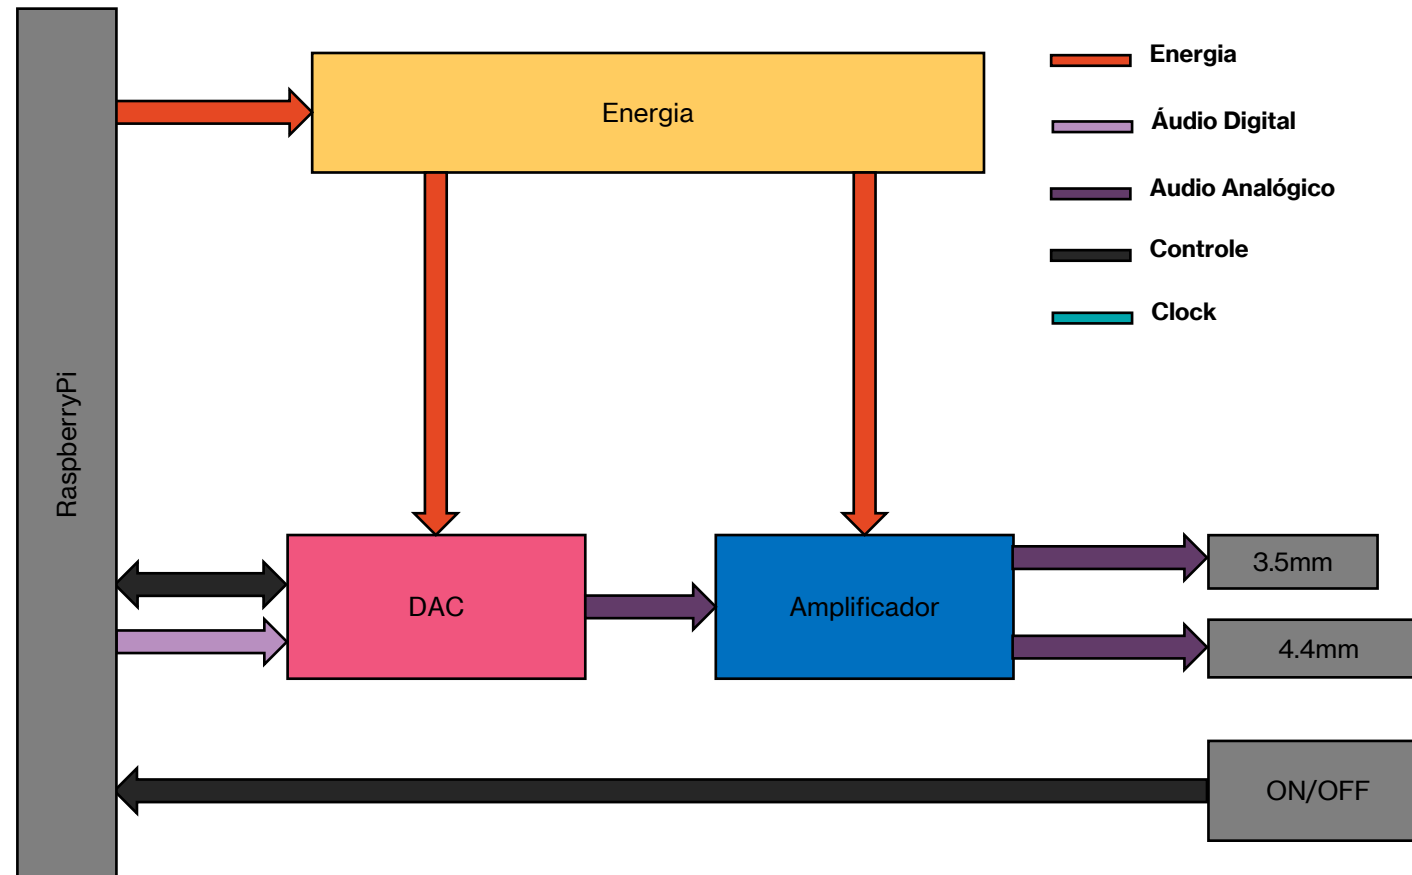 Energia
Energia
Áudio Digital
Audio Analógico
Controle
Clock
RaspberryPi
DAC
Amplificador
3.5mm
4.4mm
ON/OFF